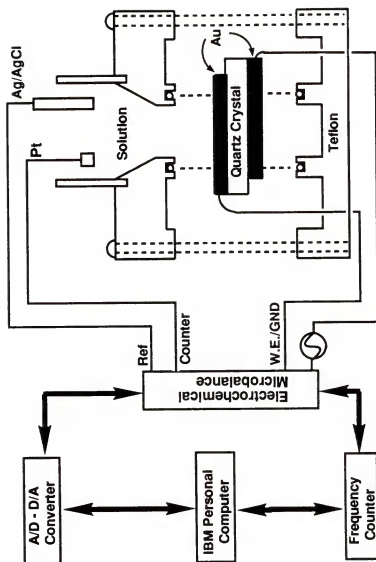 Ag/AgCl
Pt
Solution
Au
Quartz Crystal
Teflon
Ref
Counter
W.E./GND
Electrochemical
Microbalance
A/D - D/A
Converter
IBM Personal
Computer
Frequency
Counter